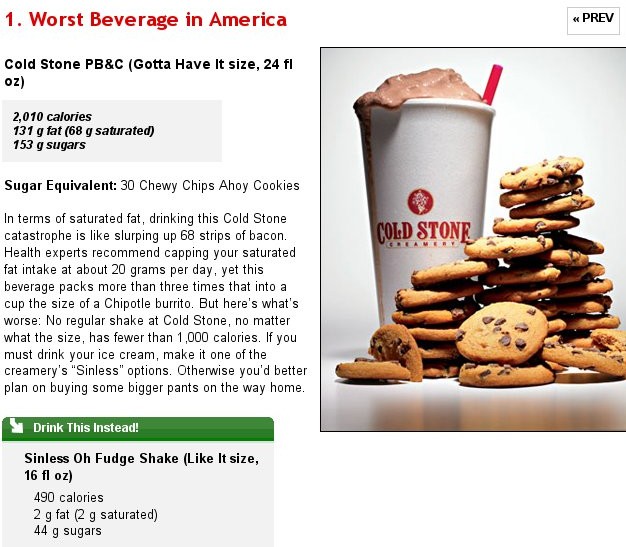 1. Worst Beverage in America
« PREV
Cold Stone PB&C (Gotta Have It size, 24 fl
oz)
2,010 calories
131 g fat (68 g saturated)
153 g sugars
Sugar Equivalent: 30 Chewy Chips Ahoy Cookies
In terms of saturated fat, drinking this Cold Stone
catastrophe is like slurping up 68 strips of bacon.
Health experts recommend capping your saturated
fat intake at about 20 grams per day, yet this
beverage packs more than three times that into a
cup the size of a Chipotle burrito. But here's what's
worse: No regular shake at Cold Stone, no matter
what the size, has fewer than 1,000 calories. If you
must drink your ice cream, make it one of the
creamery's “Sinless” options. Otherwise you'd better
plan on buying some bigger pants on the way home.
COLD STONE
CREAMERY
Drink This Instead!
Sinless Oh Fudge Shake (Like It size,
16 fl oz)
490 calories
2 g fat (2 g saturated)
44 g sugars